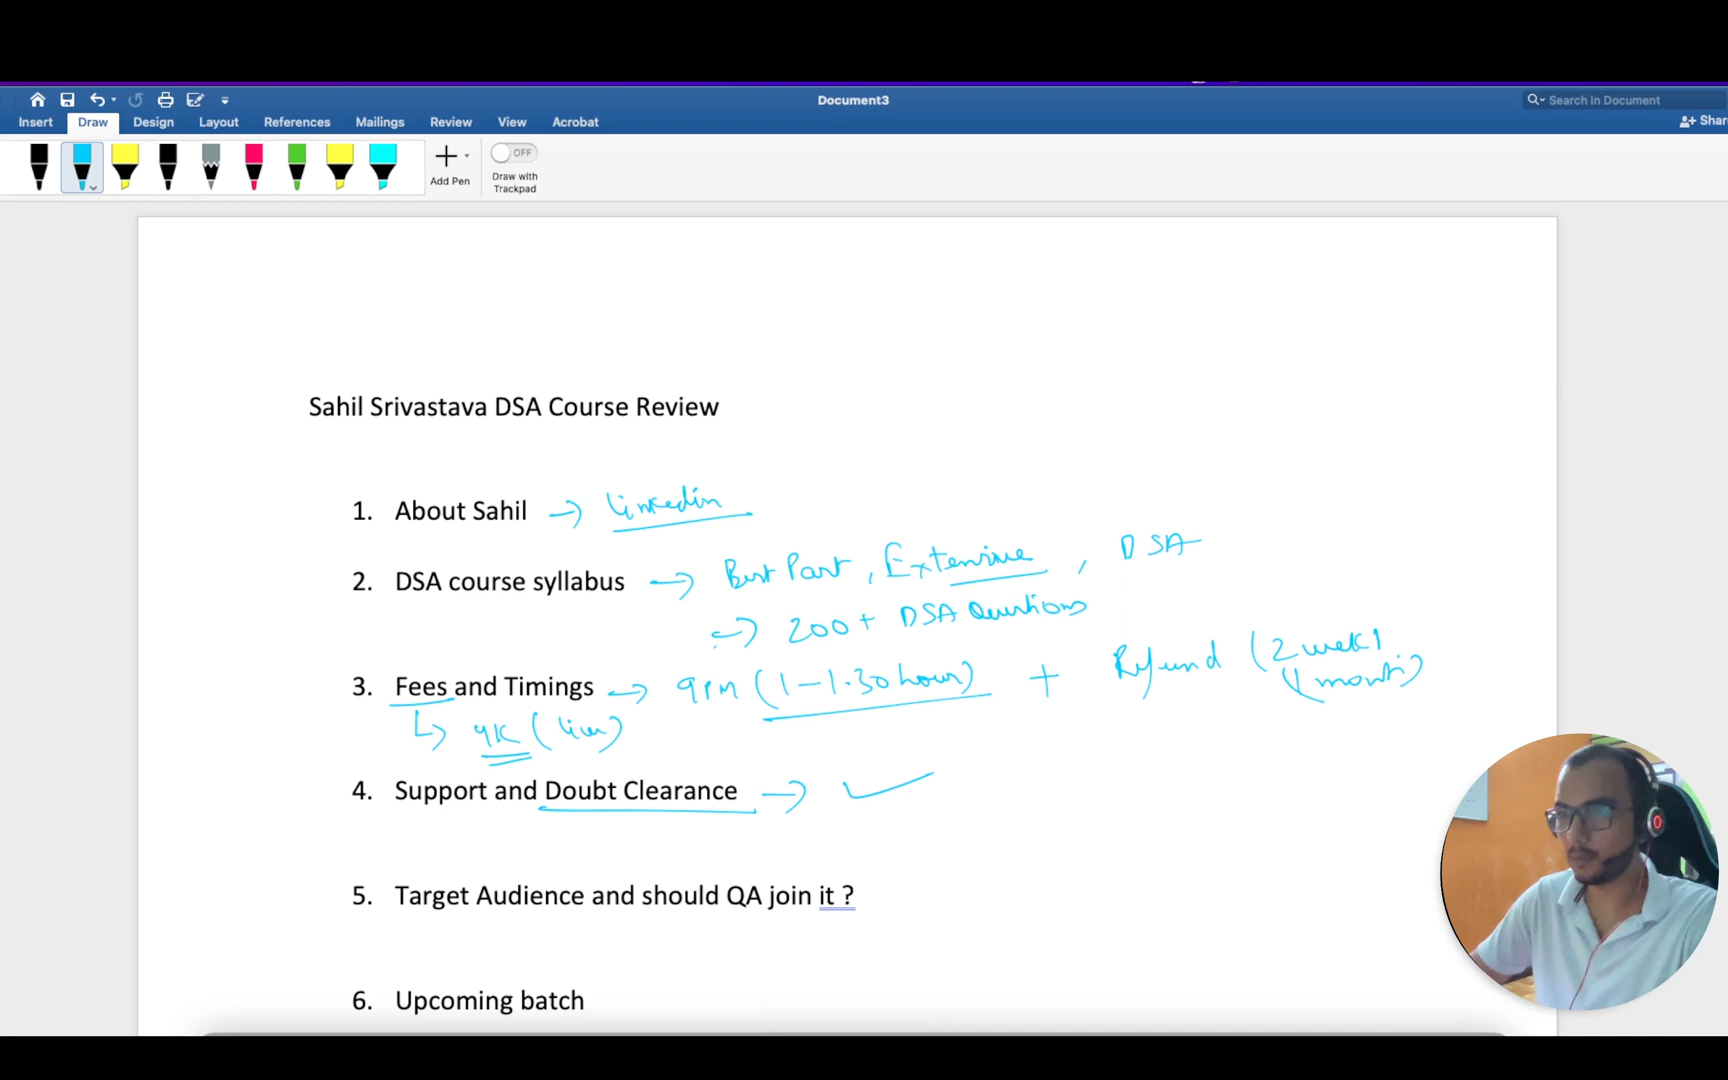 Document3
Search in Document
Insert Draw Design Layout References Mailings Review View Acrobat
Share
OFF
Add Pen
Draw with
Trackpad
Sahil Srivastava DSA Course Review
1. About Sahil → Linkedin
2. DSA course syllabus → Best Part, Extensive, DSA
→ 200+ DSA Questions
3. Fees and Timings → 9PM (1-1.30 hour) + Refund (2 week,
(1 month)
↳ 4K (live)
4. Support and Doubt Clearance → ✓
5. Target Audience and should QA join it ?
6. Upcoming batch